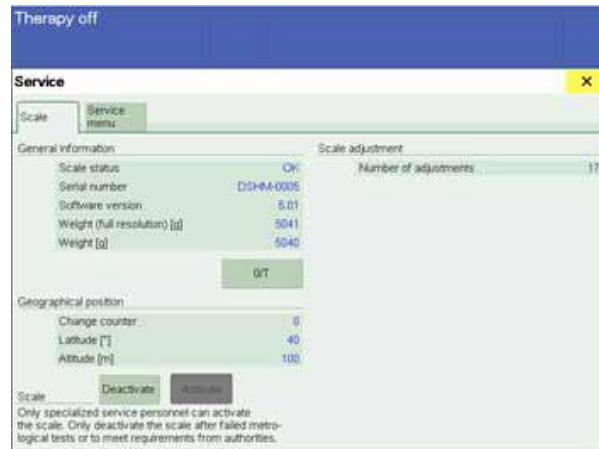 Therapy off
Service
Scale
Service
menu
General information
Scale status OK
Serial number DSHM-0005
Software version 5.01
Weight (full resolution) [g] 5041
Weight [g] 5040
0/T
Geographical position
Change counter 0
Latitude [°] 40
Altitude [m] 100
Scale
Deactivate
Activate
Only specialized service personnel can activate
the scale. Only deactivate the scale after failed metro-
logical tests or to meet requirements from authorities.
Scale adjustment
Number of adjustments 17